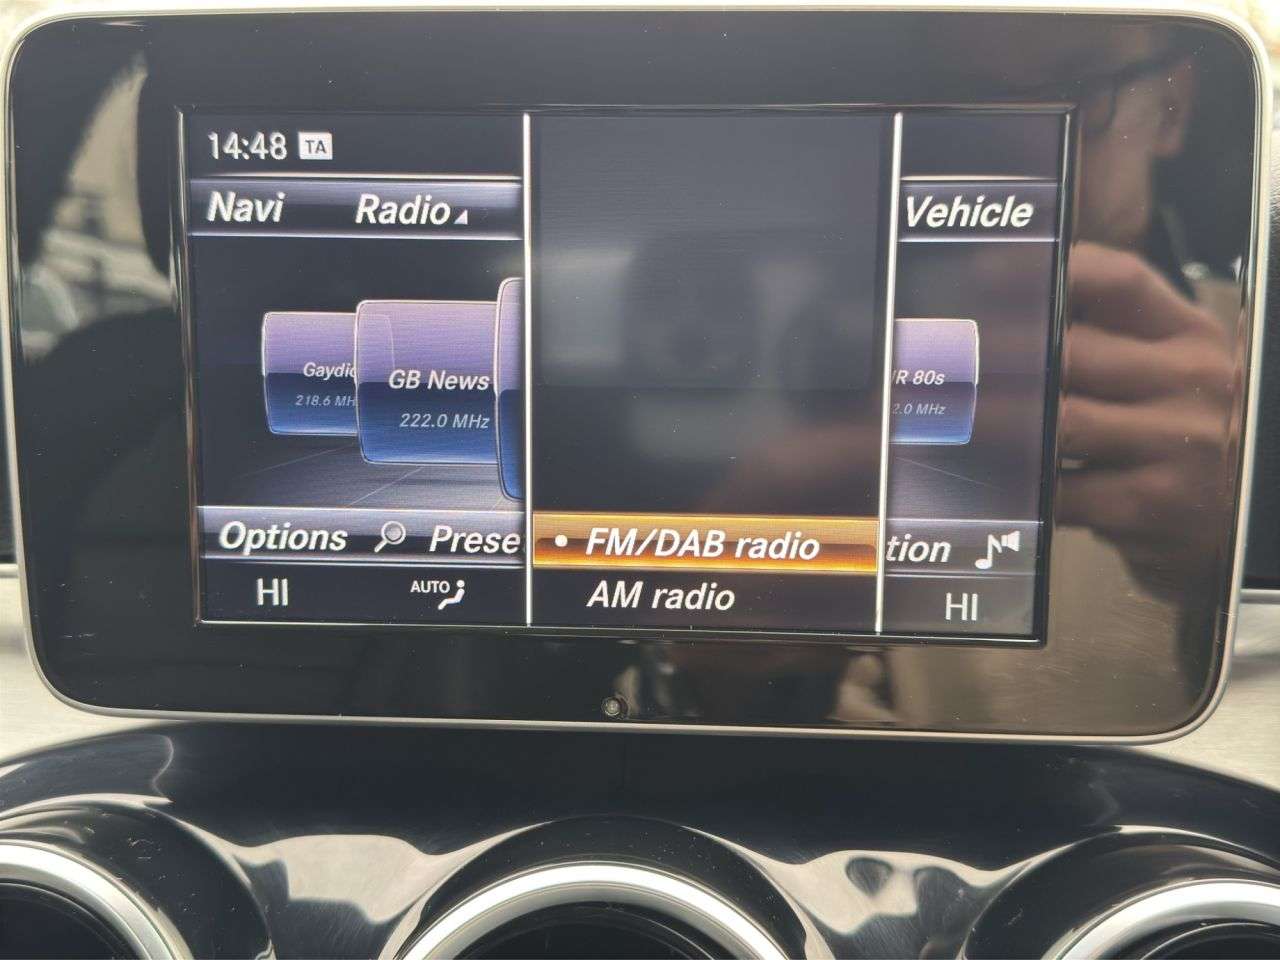 14:48 TA
Navi Radio Vehicle
Gaydio
218.6 MH
GB News
222.0 MHz
R 80s
2.0 MHz
Options Prese tion
FM/DAB radio
AM radio
HI AUTO HI